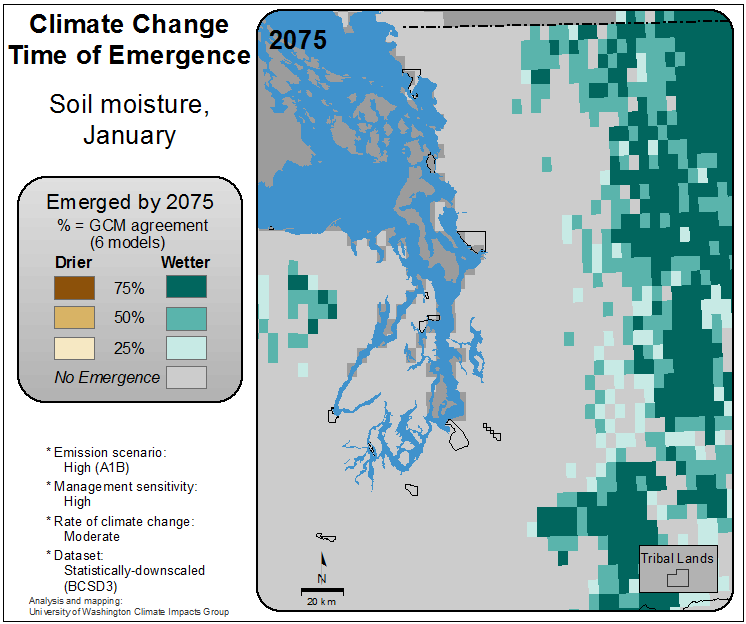 Climate Change
Time of Emergence
Soil moisture,
January
Emerged by 2075
% = GCM agreement
(6 models)
Drier Wetter
75%
50%
25%
No Emergence
* Emission scenario:
High (A1B)
* Management sensitivity:
High
* Rate of climate change:
Moderate
* Dataset:
Statistically-downscaled
(BCSD3)
Analysis and mapping:
University of Washington Climate Impacts Group
2075
N
20 km
Tribal Lands